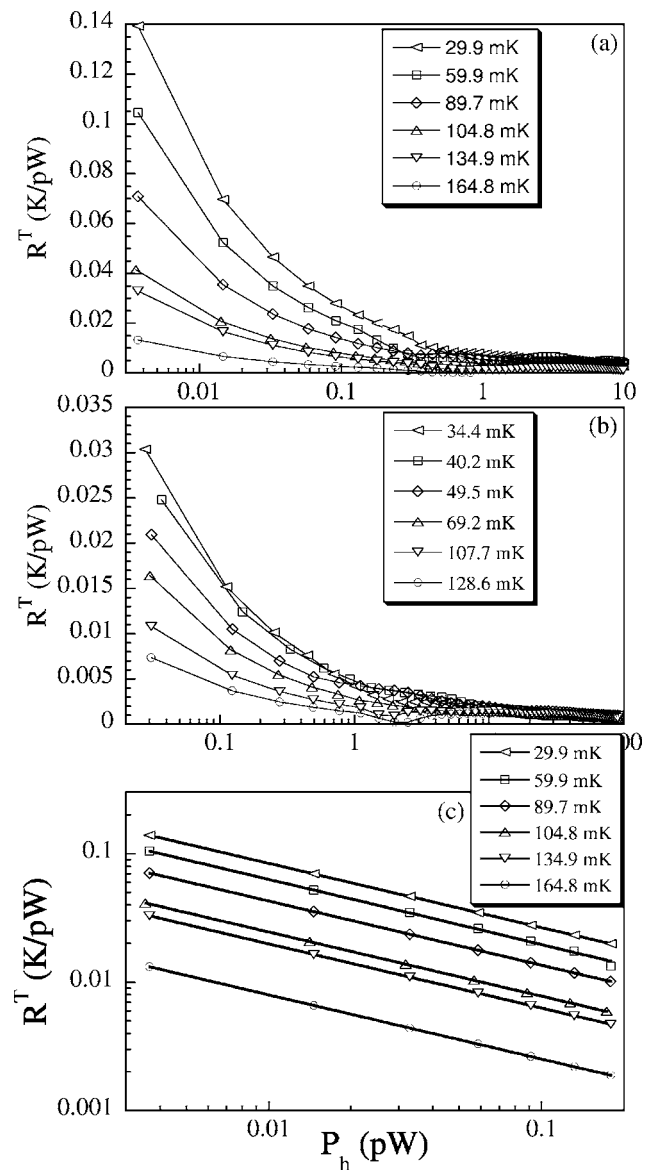 0.14
(a)
29.9 mK
0.12
59.9 mK
0.1
89.7 mK
104.8 mK
0.08
134.9 mK
0.06
164.8 mK
R^T (K/pW)
0.04
0.02
0
0.01 0.1 1 10
0.035
(b)
34.4 mK
0.03
40.2 mK
0.025
49.5 mK
69.2 mK
0.02
107.7 mK
0.015
128.6 mK
R^T (K/pW)
0.01
0.005
0
0.1 1 00
29.9 mK
59.9 mK
(c)
89.7 mK
104.8 mK
0.1
134.9 mK
164.8 mK
R^T (K/pW)
0.01
0.001
0.01 0.1
P_h (pW)